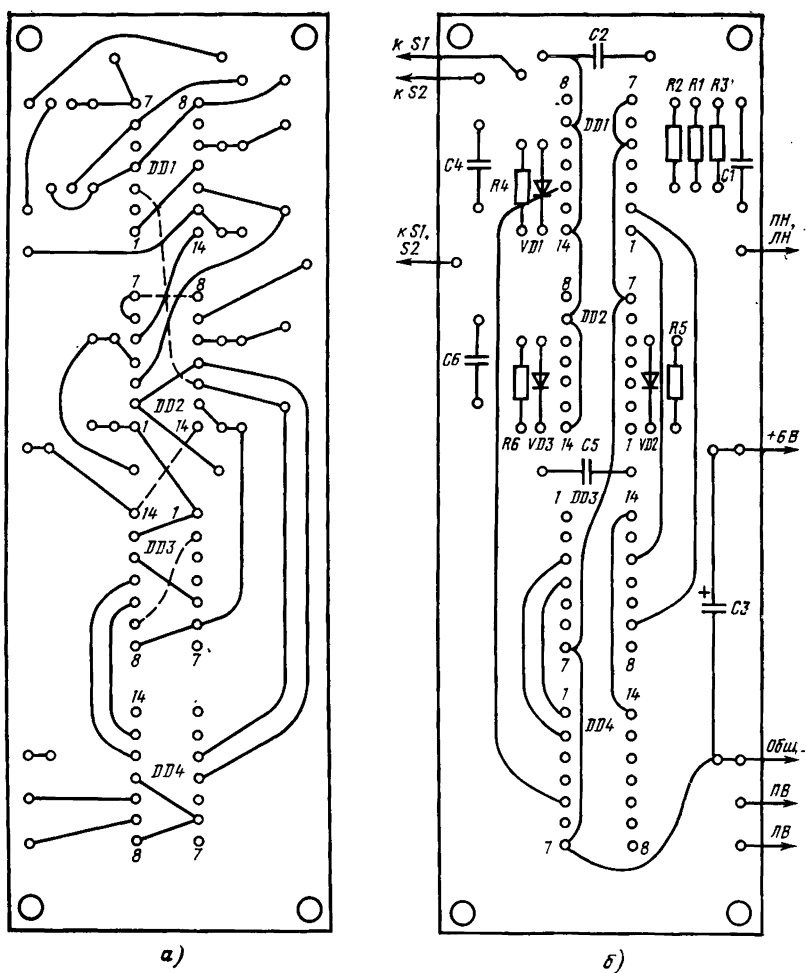 7 8
DD1
1 14
7 8
DD2
1 14
14 1
DD3
8 7
14
DD4
8 7
а)
к S1
к S2
C2
8 7
DD1
R2 R1 R3'
C4
R4
C1
к S1,
S2
VD1
14 1
ПН,
ЛН
8 7
DD2
C6
R5
R6 VD3
14 1
VD2
+6 В
C5
DD3
1 14
+
C3
7 8
1 14
DD4
Общ. –
ПВ
ЛВ
7 8
б)